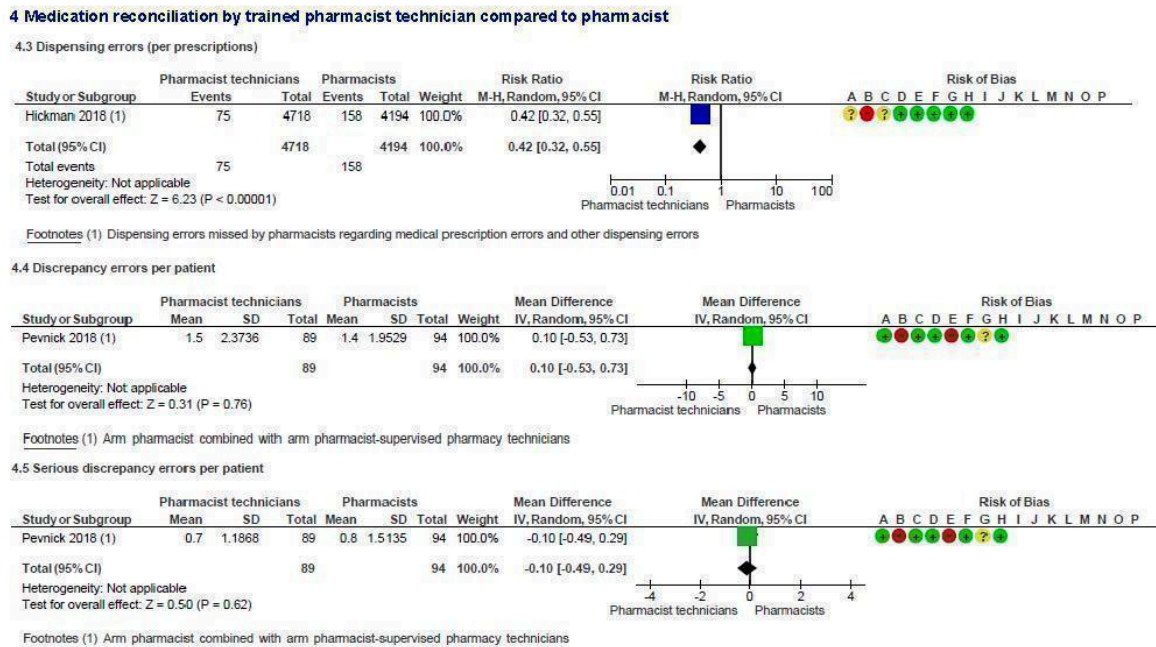 4 Medication reconciliation by trained pharmacist technician compared to pharmacist
4.3 Dispensing errors (per prescriptions)
Pharmacist technicians Pharmacists Risk Ratio Risk Ratio Risk of Bias
Study or Subgroup Events Total Events Total Weight M-H, Random, 95% CI M-H, Random, 95% CI A B C D E F G H I J K L M N O P
Hickman 2018 (1) 75 4718 158 4194 100.0% 0.42 [0.32, 0.55] ? - ? + + + + +
Total (95% CI) 4718 4194 100.0% 0.42 [0.32, 0.55]
Total events 75 158
Heterogeneity: Not applicable
Test for overall effect: Z = 6.23 (P < 0.00001)
0.01 0.1 1 10 100
Pharmacist technicians Pharmacists
Footnotes (1) Dispensing errors missed by pharmacists regarding medical prescription errors and other dispensing errors
4.4 Discrepancy errors per patient
Pharmacist technicians Pharmacists Mean Difference Mean Difference Risk of Bias
Study or Subgroup Mean SD Total Mean SD Total Weight IV, Random, 95% CI IV, Random, 95% CI A B C D E F G H I J K L M N O P
Pevnick 2018 (1) 1.5 2.3736 89 1.4 1.9529 94 100.0% 0.10 [-0.53, 0.73] + - + + - + ? +
Total (95% CI) 89 94 100.0% 0.10 [-0.53, 0.73]
Heterogeneity: Not applicable
Test for overall effect: Z = 0.31 (P = 0.76)
-10 -5 0 5 10
Pharmacist technicians Pharmacists
Footnotes (1) Arm pharmacist combined with arm pharmacist-supervised pharmacy technicians
4.5 Serious discrepancy errors per patient
Pharmacist technicians Pharmacists Mean Difference Mean Difference Risk of Bias
Study or Subgroup Mean SD Total Mean SD Total Weight IV, Random, 95% CI IV, Random, 95% CI A B C D E F G H I J K L M N O P
Pevnick 2018 (1) 0.7 1.1868 89 0.8 1.5135 94 100.0% -0.10 [-0.49, 0.29] + - + + - + ? +
Total (95% CI) 89 94 100.0% -0.10 [-0.49, 0.29]
Heterogeneity: Not applicable
Test for overall effect: Z = 0.50 (P = 0.62)
-4 -2 0 2 4
Pharmacist technicians Pharmacists
Footnotes (1) Arm pharmacist combined with arm pharmacist-supervised pharmacy technicians